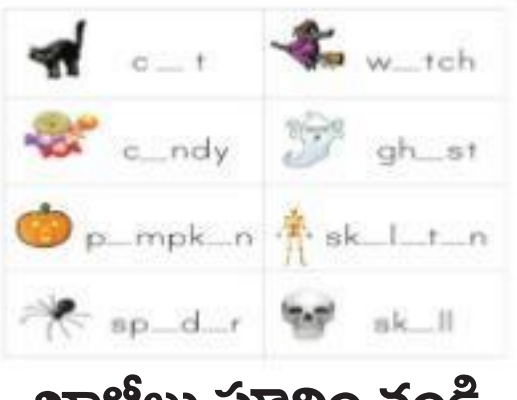 c__t w__tch
c__ndy gh__st
p__mpk__n sk__l__t__n
sp__d__r sk__ll
ఖాళీలు పూరించండి